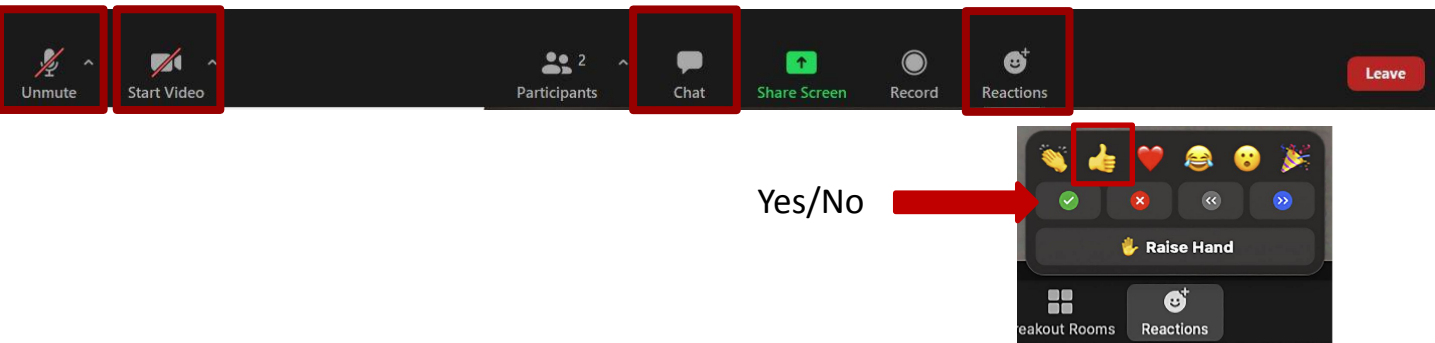 2
Unmute Start Video Participants Chat Share Screen Record Reactions Leave
Yes/No
Raise Hand
eakout Rooms Reactions